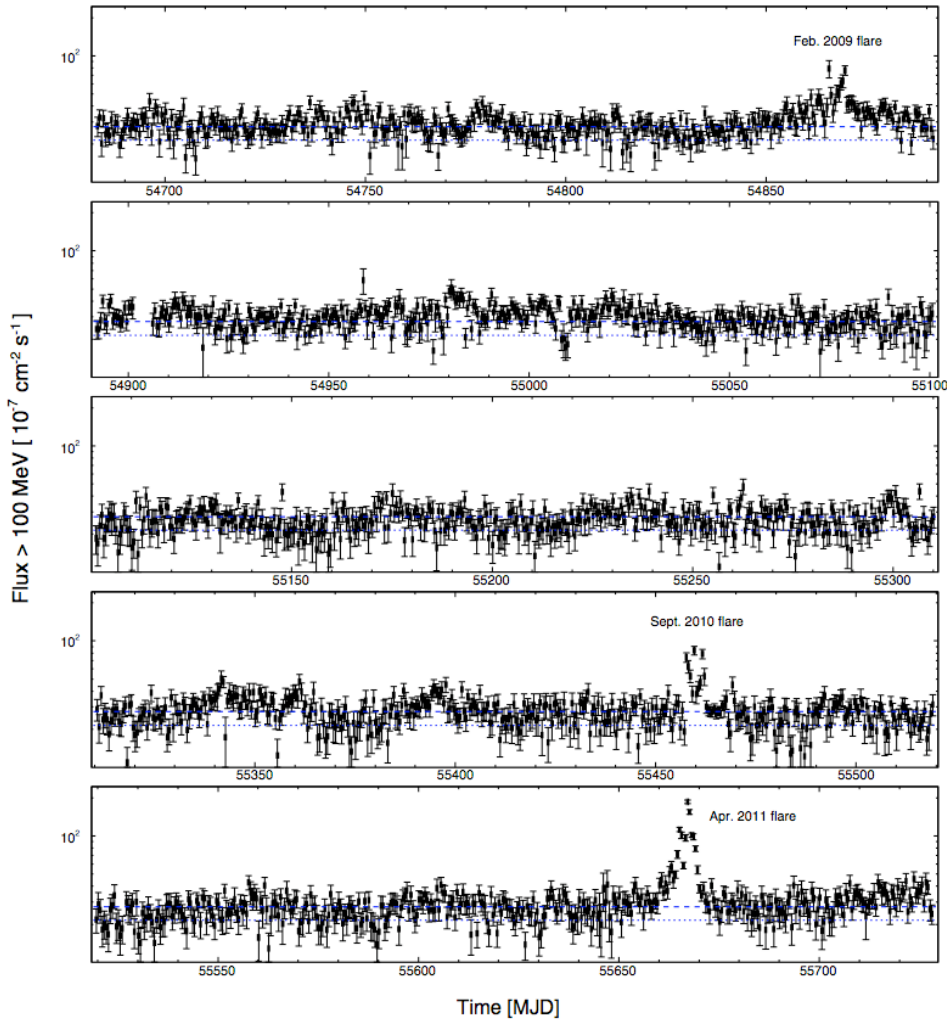 Flux > 100 MeV [ 10⁻⁷ cm⁻² s⁻¹ ]
10²
Feb. 2009 flare
54700 54750 54800 54850
10²
54900 54950 55000 55050 55100
10²
55150 55200 55250 55300
10²
Sept. 2010 flare
55350 55400 55450 55500
10²
Apr. 2011 flare
55550 55600 55650 55700
Time [MJD]